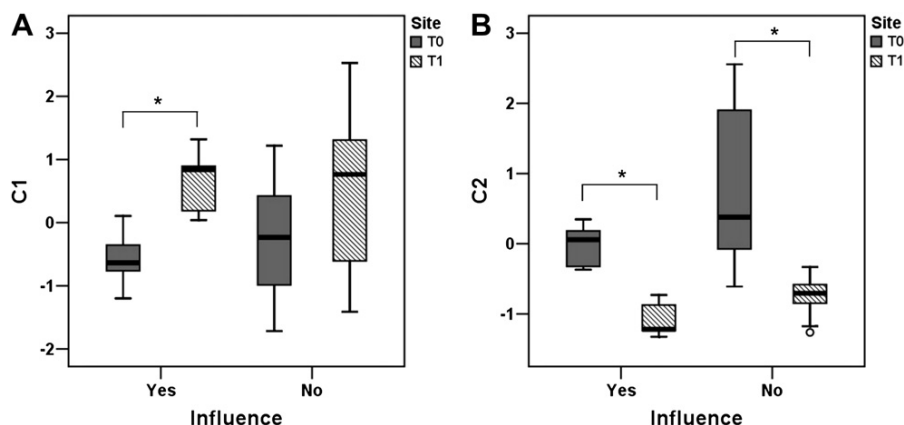 A
Site
T0
T1
3
2
1
0
-1
-2
C1
*
Yes
No
Influence
B
Site
T0
T1
3
2
1
0
-1
C2
*
*
Yes
No
Influence